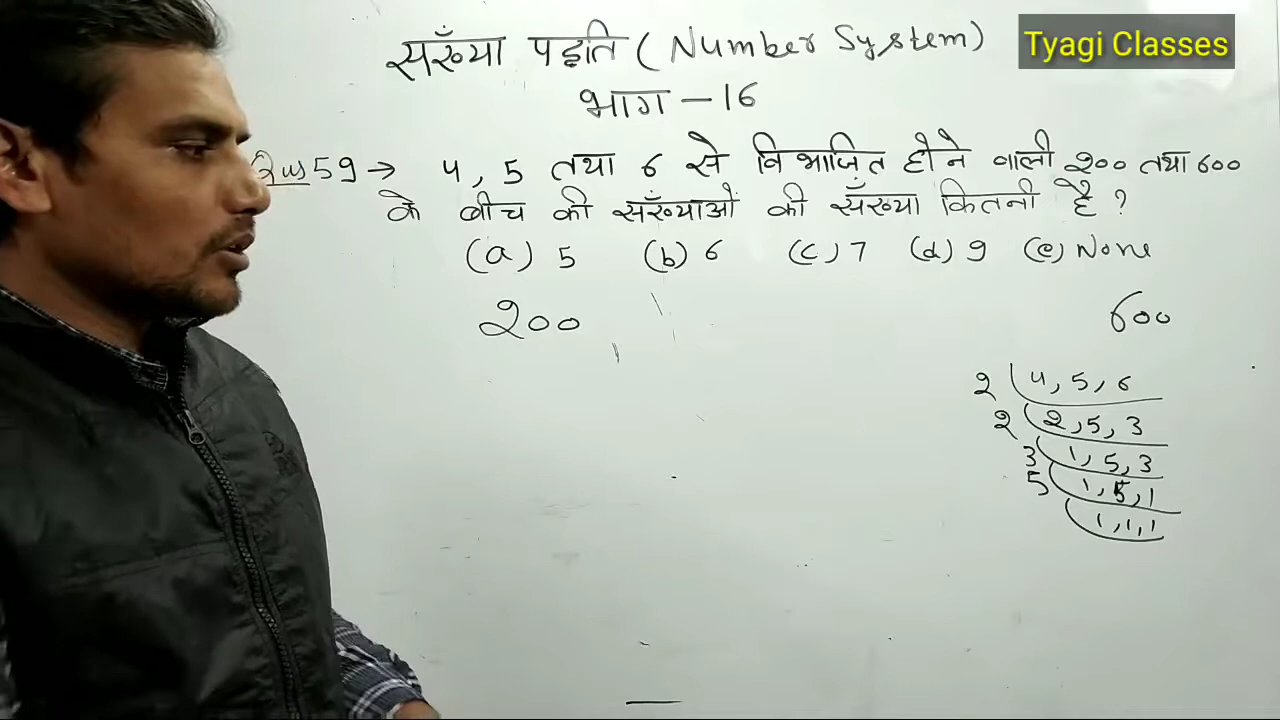 सँख्या पद्धति ( Number System)
Tyagi Classes
भाग – 16
Qus 59 → 4, 5 तथा 6 से विभाजित होने वाली 200 तथा 600
के बीच की सँख्याओं की सँख्या कितनी है ?
(a) 5 (b) 6 (c) 7 (d) 9 (e) None
200 600
2 4, 5, 6
2 2, 5, 3
3 1, 5, 3
5 1, 5, 1
1, 1, 1